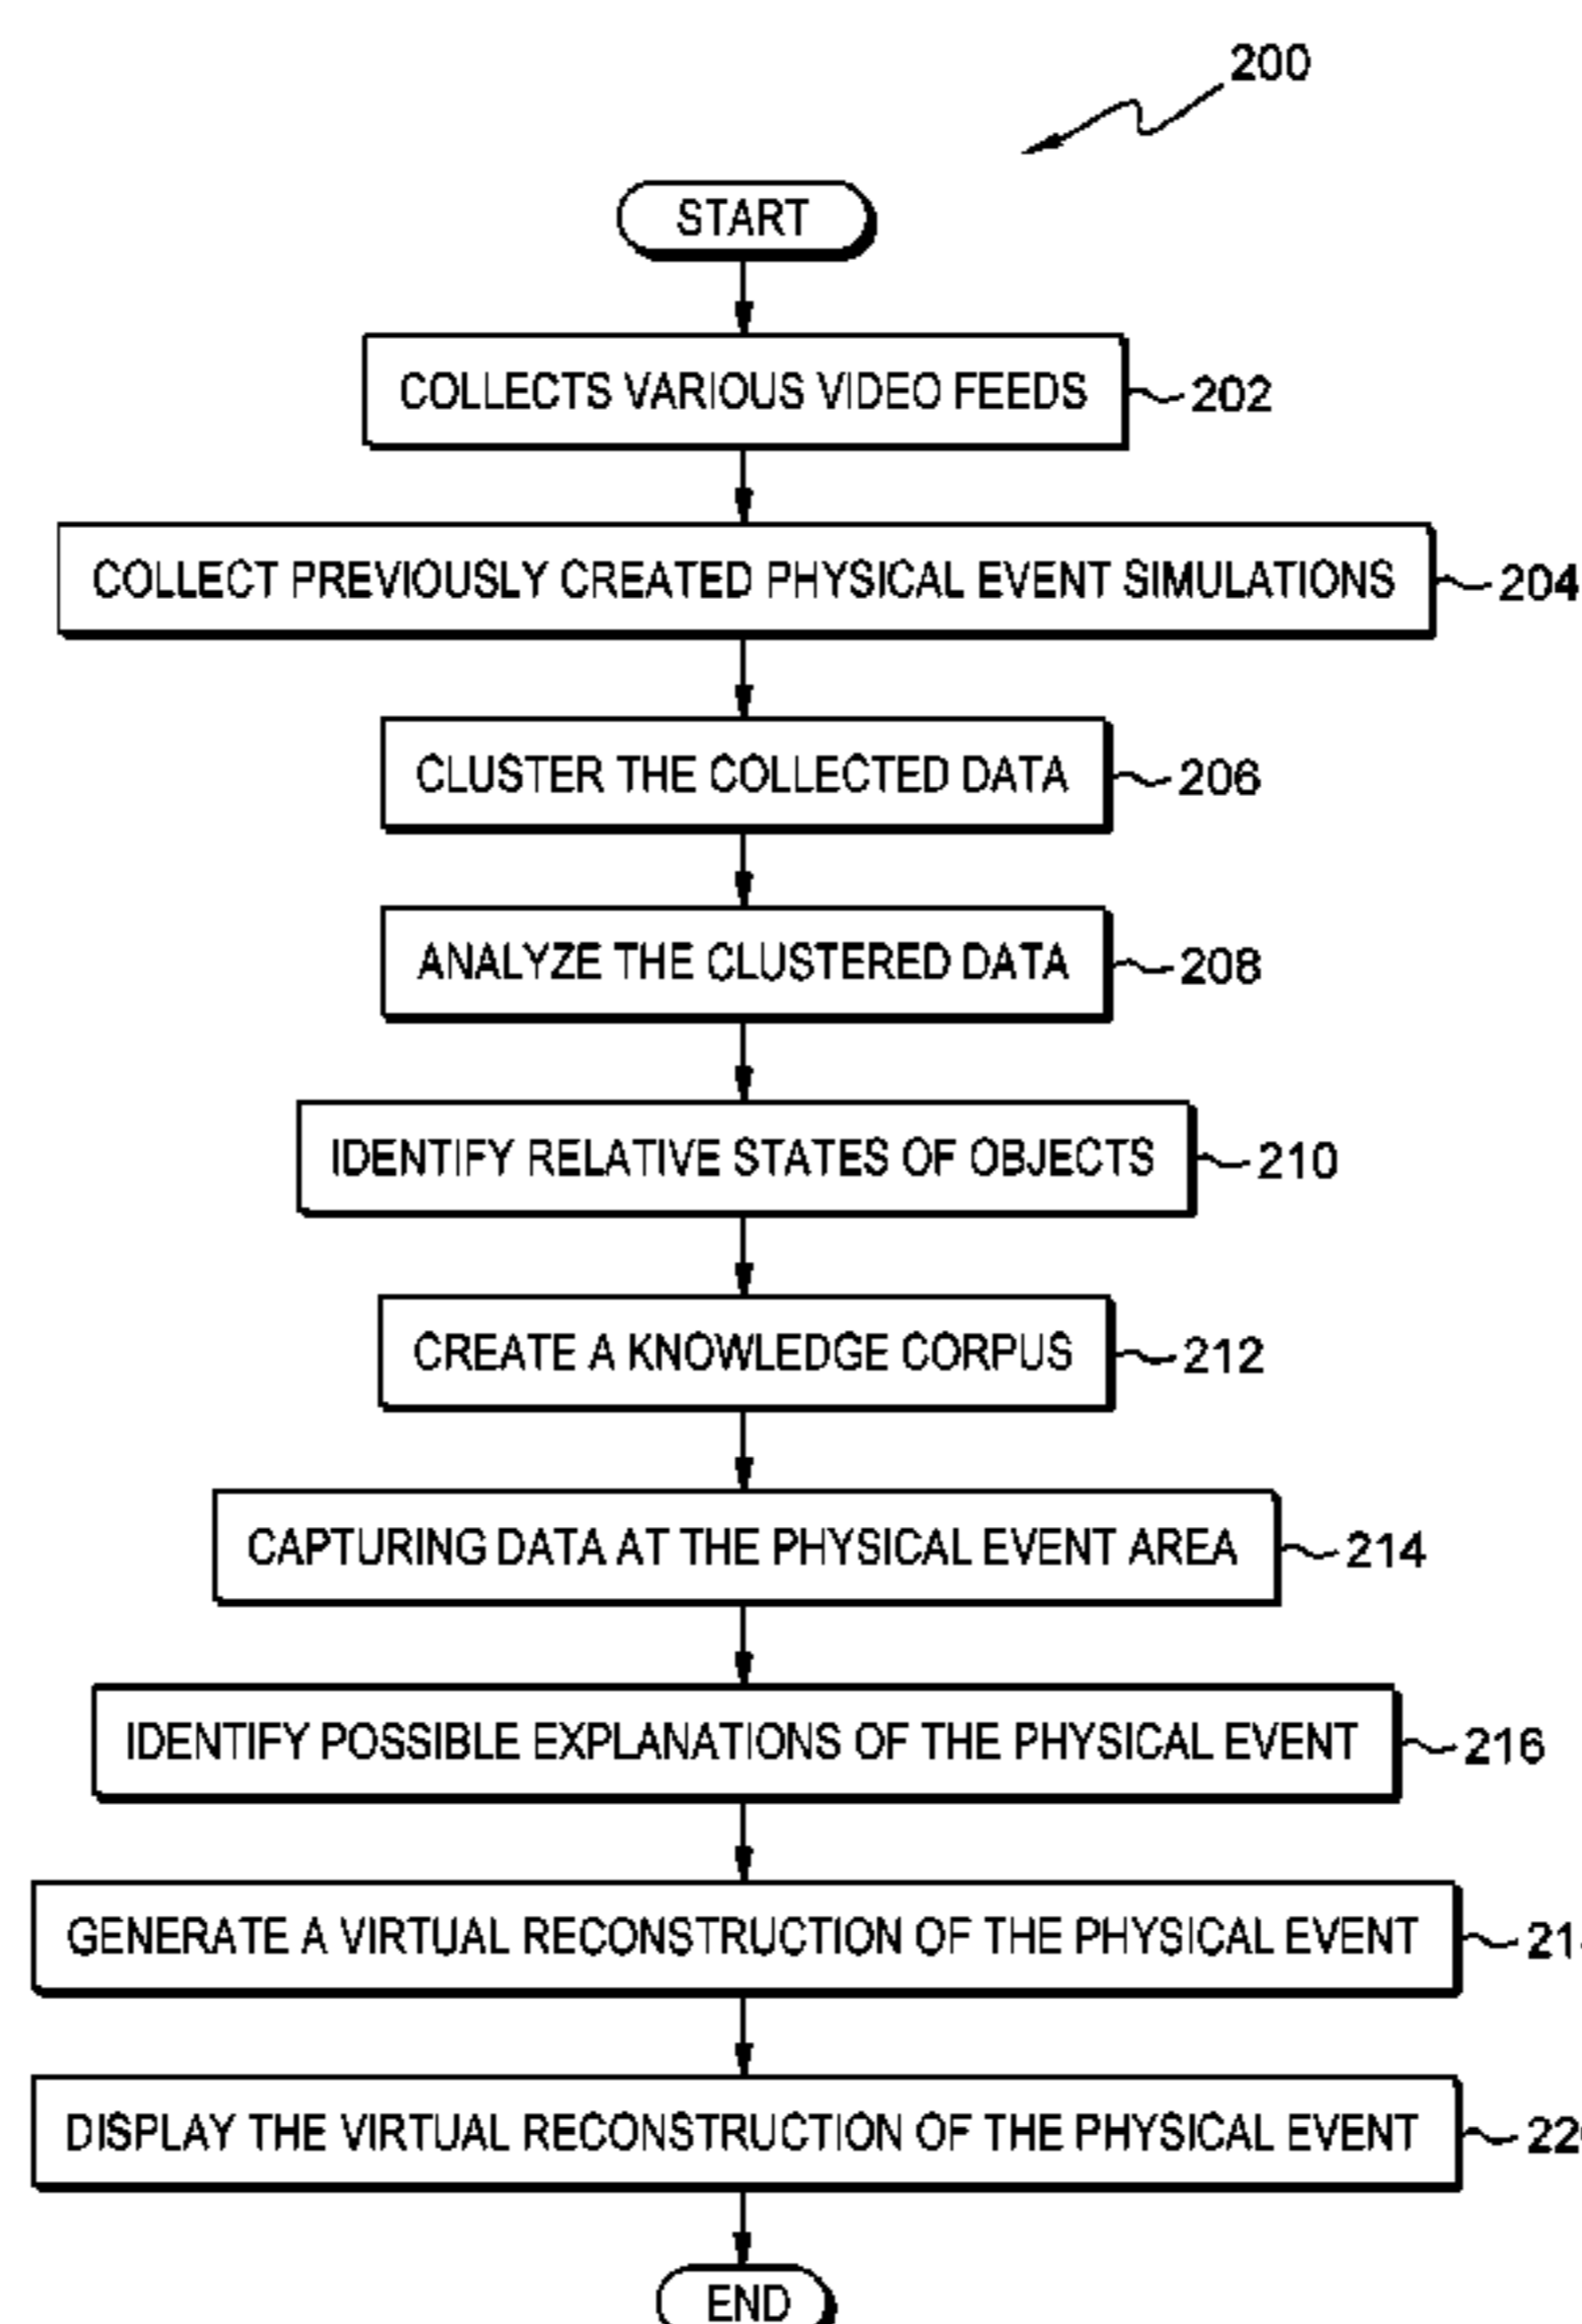 200
START
COLLECTS VARIOUS VIDEO FEEDS 202
COLLECT PREVIOUSLY CREATED PHYSICAL EVENT SIMULATIONS 204
CLUSTER THE COLLECTED DATA 206
ANALYZE THE CLUSTERED DATA 208
IDENTIFY RELATIVE STATES OF OBJECTS 210
CREATE A KNOWLEDGE CORPUS 212
CAPTURING DATA AT THE PHYSICAL EVENT AREA 214
IDENTIFY POSSIBLE EXPLANATIONS OF THE PHYSICAL EVENT 216
GENERATE A VIRTUAL RECONSTRUCTION OF THE PHYSICAL EVENT
DISPLAY THE VIRTUAL RECONSTRUCTION OF THE PHYSICAL EVENT
END